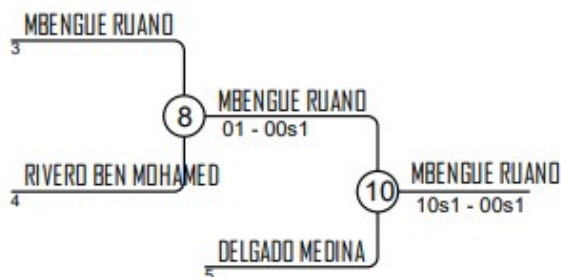 MBENGUE RUANO
3
8
MBENGUE RUANO
01 - 00s1
RIVERO BEN MOHAMED
4
10
MBENGUE RUANO
10s1 - 00s1
DELGADO MEDINA
5